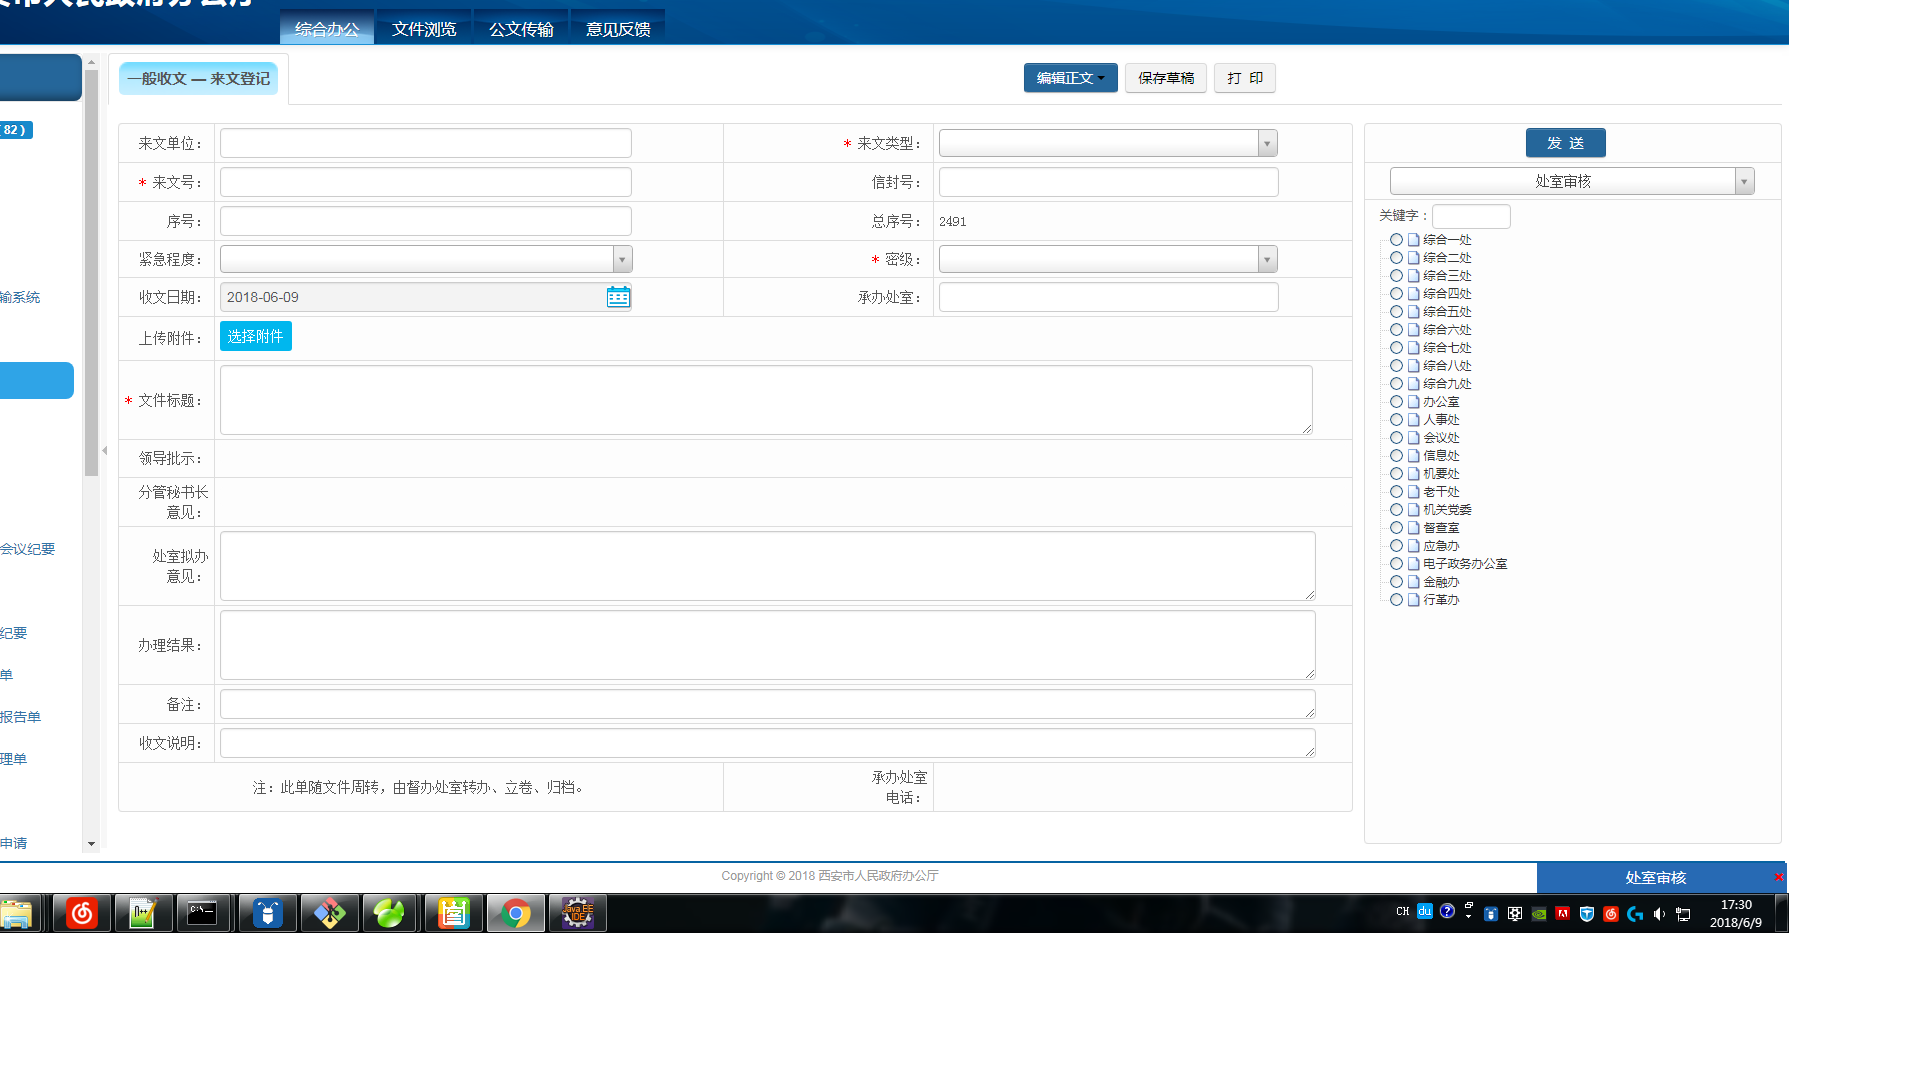 综合办公 文件浏览 公文传输 意见反馈
一般收文 — 来文登记
编辑正文 保存草稿 打 印
82 )
输系统
会议纪要
纪要
单
报告单
理单
申请
来文单位：
* 来文类型：
* 来文号：
信封号：
序号：
总序号： 2491
紧急程度：
* 密级：
收文日期： 2018-06-09
承办处室：
上传附件： 选择附件
* 文件标题：
领导批示：
分管秘书长
意见：
处室拟办
意见：
办理结果：
备注：
收文说明：
注：此单随文件周转，由督办处室转办、立卷、归档。
承办处室
电话：
发 送
处室审核
关键字：
综合一处
综合二处
综合三处
综合四处
综合五处
综合六处
综合七处
综合八处
综合九处
办公室
人事处
会议处
信息处
机要处
老干处
机关党委
督查室
应急办
电子政务办公室
金融办
行革办
Copyright © 2018 西安市人民政府办公厅
处室审核
Java EE
IDE
CH du
17:30
2018/6/9